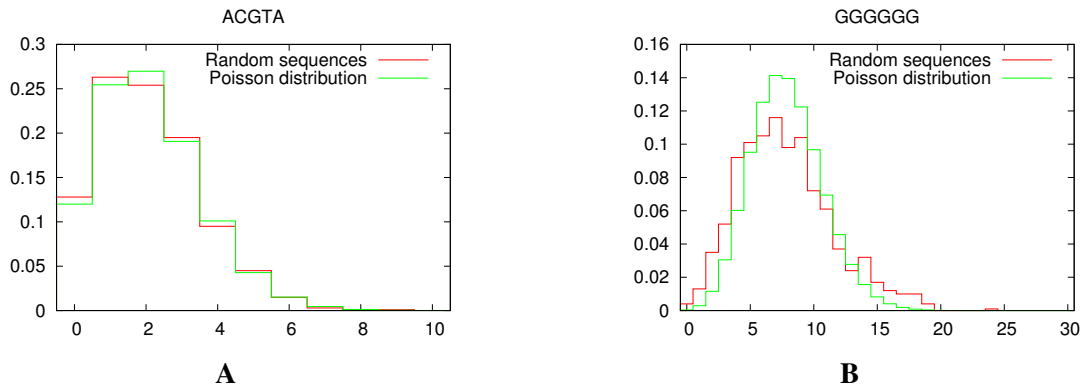 ACGTA
Random sequences
Poisson distribution
0.3
0.25
0.2
0.15
0.1
0.05
0
0 2 4 6 8 10
A
GGGGGG
Random sequences
Poisson distribution
0.16
0.14
0.12
0.1
0.08
0.06
0.04
0.02
0
0 5 10 15 20 25 30
B